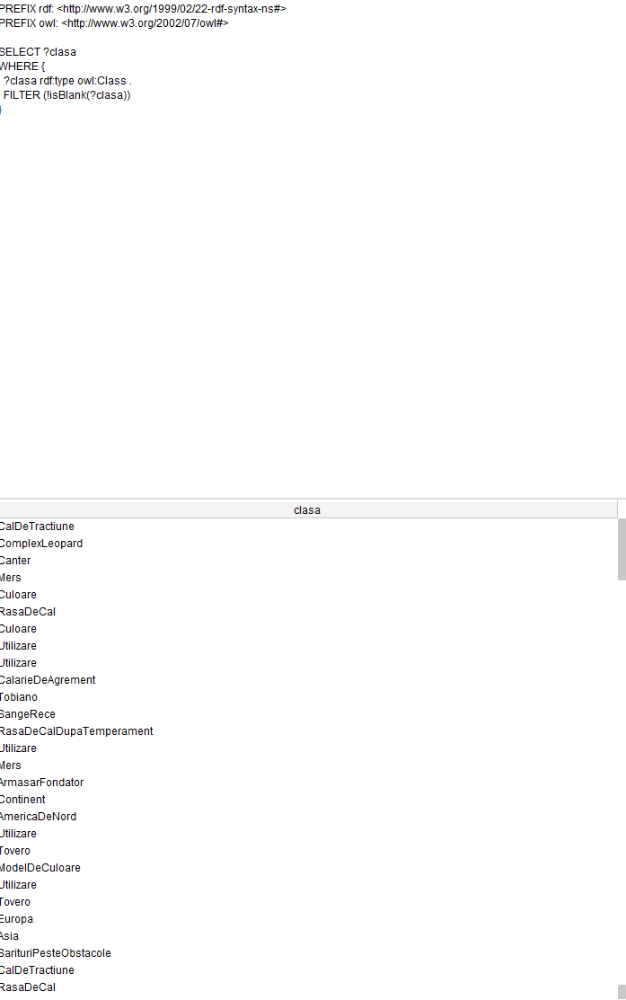 PREFIX rdf: <http://www.w3.org/1999/02/22-rdf-syntax-ns#>
PREFIX owl: <http://www.w3.org/2002/07/owl#>
SELECT ?clasa
WHERE {
?clasa rdf:type owl:Class .
FILTER (!isBlank(?clasa))
}
clasa
CalDeTractiune
ComplexLeopard
Canter
Mers
Culoare
RasaDeCal
Culoare
Utilizare
Utilizare
CalarieDeAgrement
Tobiano
SangeRece
RasaDeCalDupaTemperament
Utilizare
Mers
ArmasarFondator
Continent
AmericaDeNord
Utilizare
Tovero
ModelDeCuloare
Utilizare
Tovero
Europa
Asia
SarituriPesteObstacole
CalDeTractiune
RasaDeCal